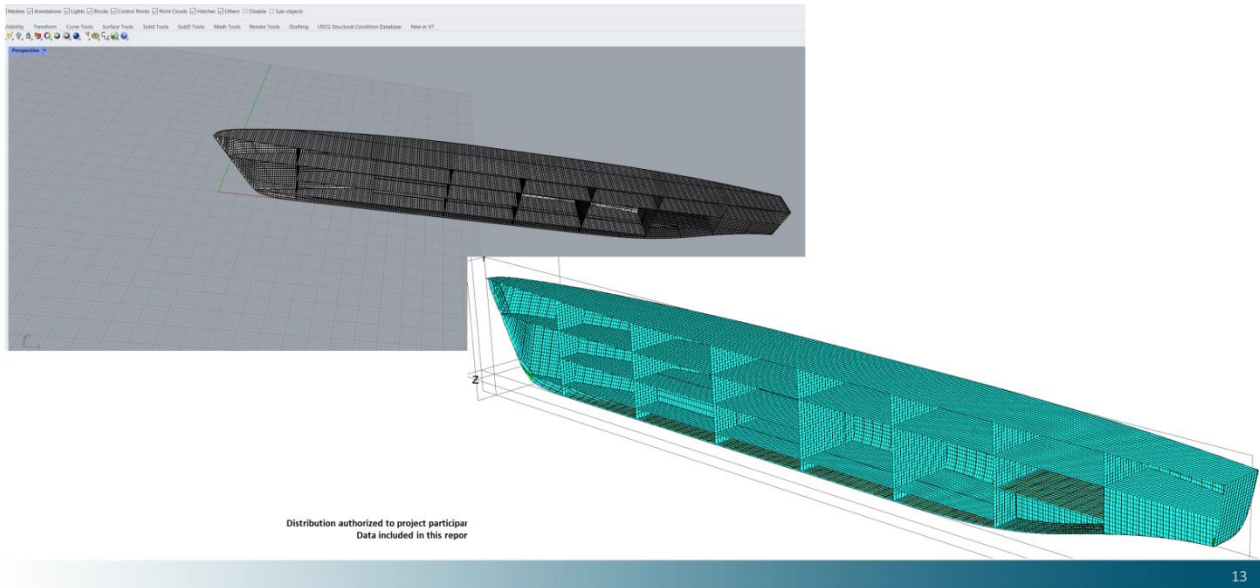 Meshes Annotations Lights Blocks Control Points Point Clouds Hatches Others Disable Sub-objects
Visibility Transform Curve Tools Surface Tools Solid Tools SubD Tools Mesh Tools Render Tools Drafting USCG Structural Condition Database New in V7
Perspective
Z
Distribution authorized to project participar
Data included in this repor
13